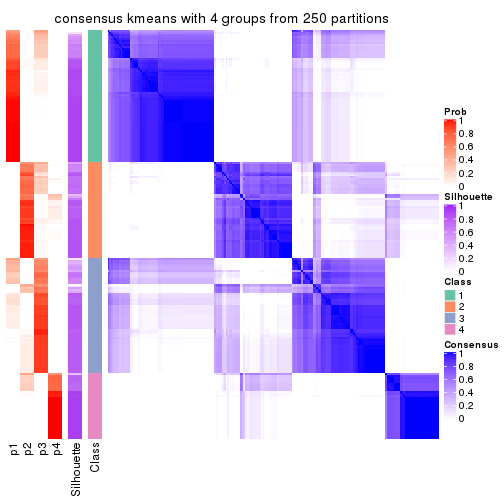 consensus kmeans with 4 groups from 250 partitions
Prob
1
0.8
0.6
0.4
0.2
0
Silhouette
1
0.8
0.6
0.4
0.2
0
Class
1
2
3
4
Consensus
1
0.8
0.6
0.4
0.2
0
p1
p2
p3
p4
Silhouette
Class